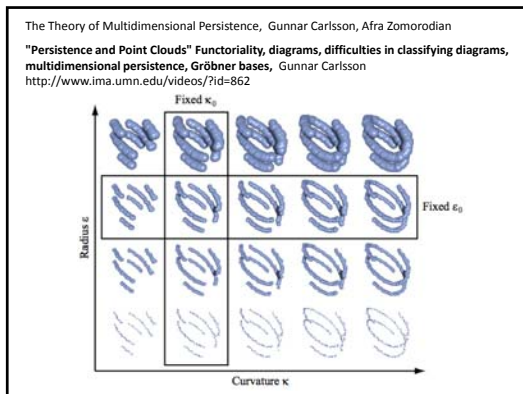 The Theory of Multidimensional Persistence, Gunnar Carlsson, Afra Zomorodian
"Persistence and Point Clouds" Functoriality, diagrams, difficulties in classifying diagrams,
multidimensional persistence, Gröbner bases, Gunnar Carlsson
http://www.ima.umn.edu/videos/?id=862
Fixed κ₀
Fixed ε₀
Radius ε
Curvature κ